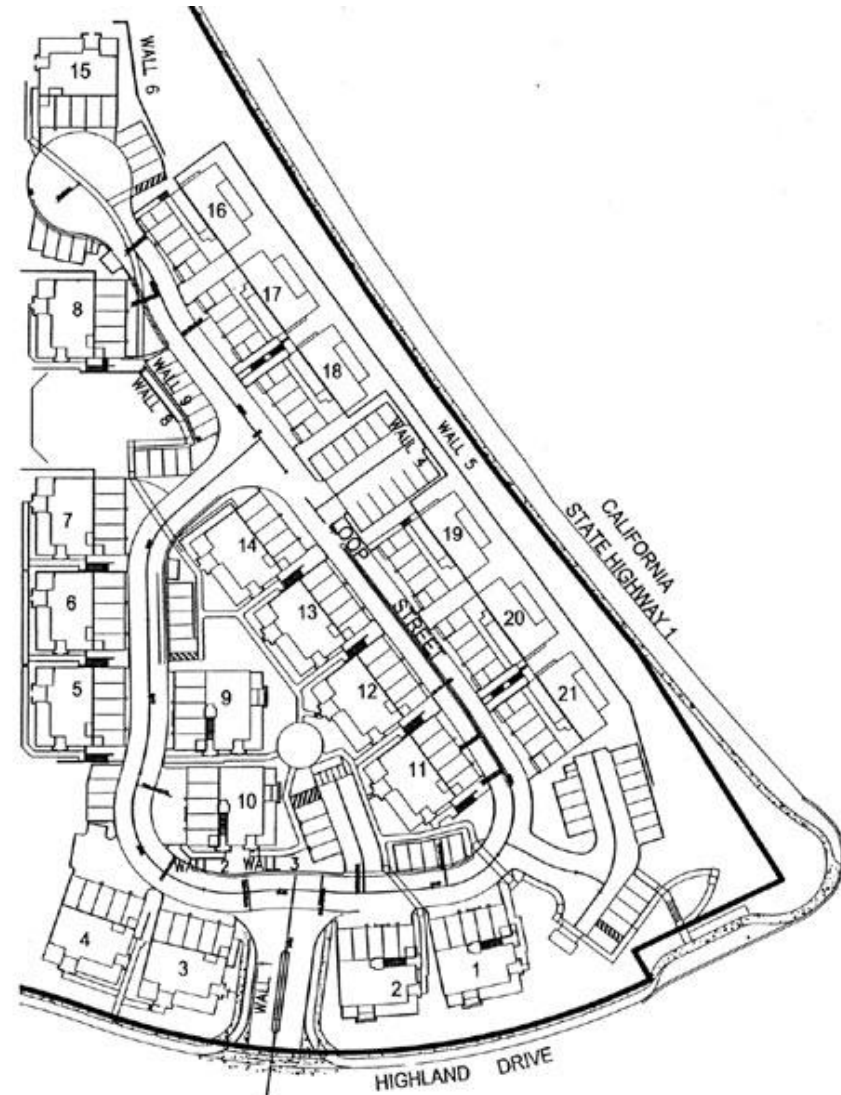 15
WALL 6
16
17
8
18
WALL 9
WALL 8
WALL 4
WALL 5
CALIFORNIA
STATE HIGHWAY 1
7
14
LOOP
STREET
19
13
6
20
12
5
9
21
11
10
WALL 2
WALL 3
4
3
WALL 1
2
1
HIGHLAND DRIVE